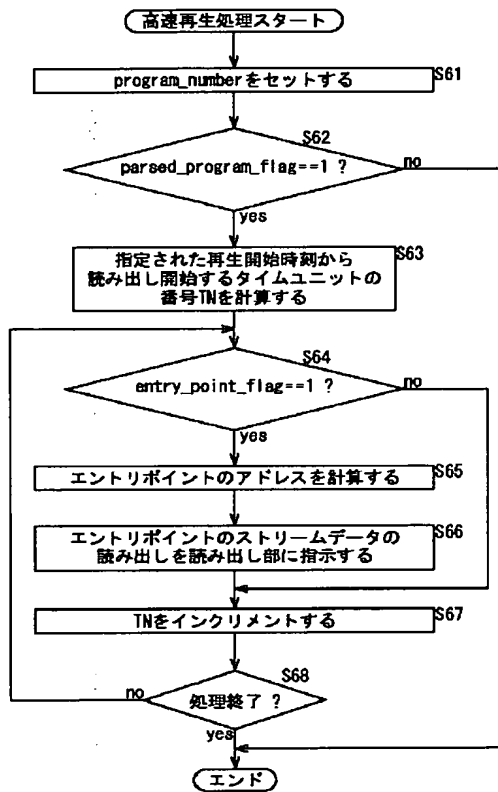 高速再生処理スタート
S61
program_numberをセットする
S62
parsed_program_flag==1 ?
no
yes
S63
指定された再生開始時刻から
読み出し開始するタイムユニットの
番号TNを計算する
S64
entry_point_flag==1 ?
no
yes
S65
エントリポイントのアドレスを計算する
S66
エントリポイントのストリームデータの
読み出しを読み出し部に指示する
S67
TNをインクリメントする
S68
no
処理終了 ?
yes
エンド